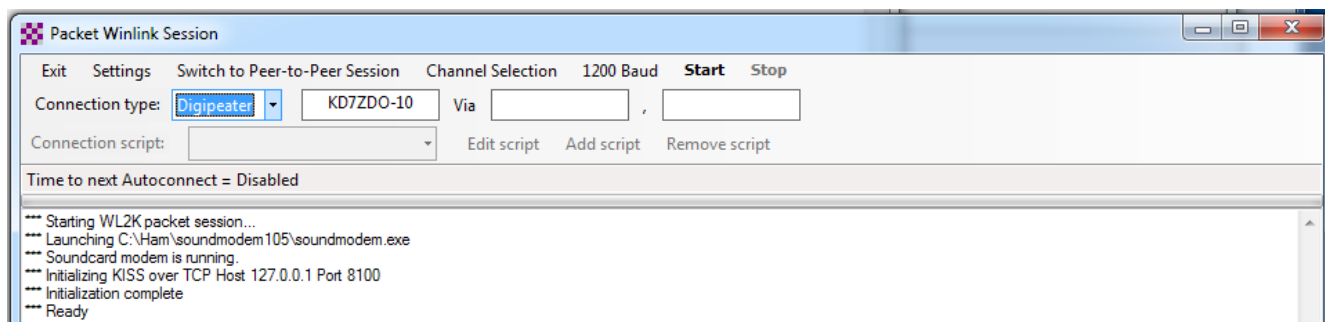 Packet Winlink Session
Exit Settings Switch to Peer-to-Peer Session Channel Selection 1200 Baud Start Stop
Connection type: Digipeater KD7ZDO-10 Via ,
Connection script: Edit script Add script Remove script
Time to next Autoconnect = Disabled
*** Starting WL2K packet session...
*** Launching C:\Ham\soundmodem105\soundmodem.exe
*** Soundcard modem is running.
*** Initializing KISS over TCP Host 127.0.0.1 Port 8100
*** Initialization complete
*** Ready